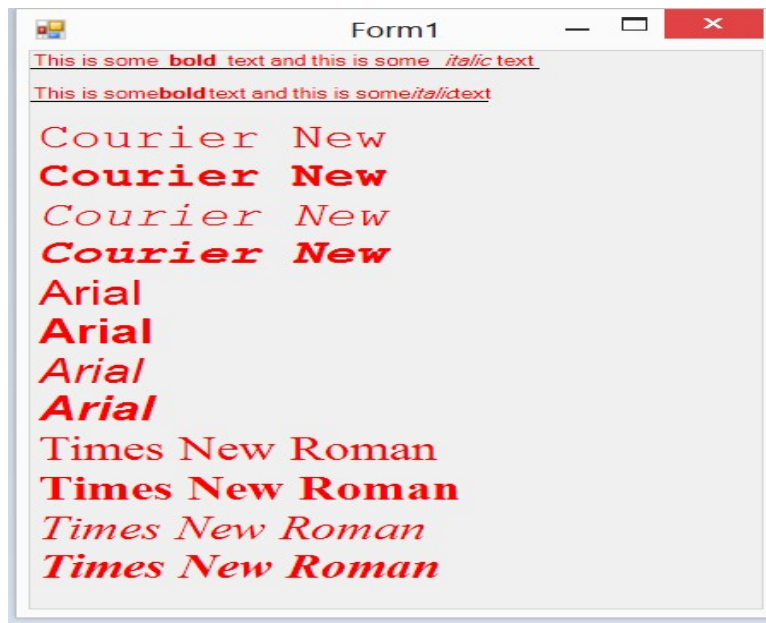 Form1
This is some bold text and this is some italic text
This is someboldtext and this is someitalictext
Courier New
Courier New
Courier New
Courier New
Arial
Arial
Arial
Arial
Times New Roman
Times New Roman
Times New Roman
Times New Roman